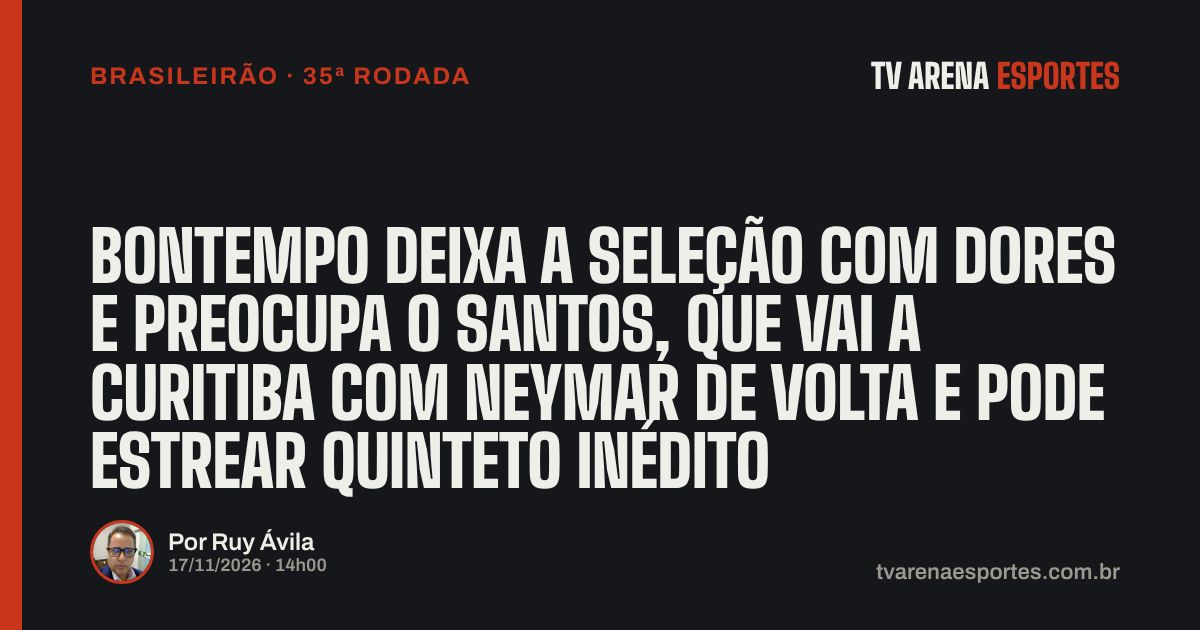 BRASILEIRÃO · 35ª RODADA
TV ARENA ESPORTES
BONTEMPO DEIXA A SELEÇÃO COM DORES
E PREOCUPA O SANTOS, QUE VAI A
CURITIBA COM NEYMAR DE VOLTA E PODE
ESTREAR QUINTETO INÉDITO
Por Ruy Ávila
17/11/2026 · 14h00
tvarenaesportes.com.br